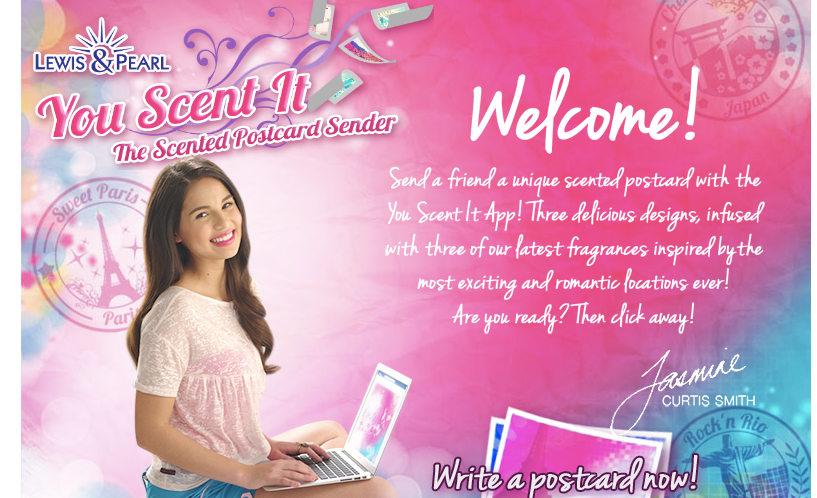 LEWIS & PEARL
You Scent It
The Scented Postcard Sender
Welcome!
Send a friend a unique scented postcard with the
You Scent It App! Three delicious designs, infused
with three of our latest fragrances inspired by the
most exciting and romantic locations ever!
Are you ready? Then click away!
Jasmine
CURTIS SMITH
Write a postcard now!
Sweet Paris
Paris
Japan
Rock'n Rio